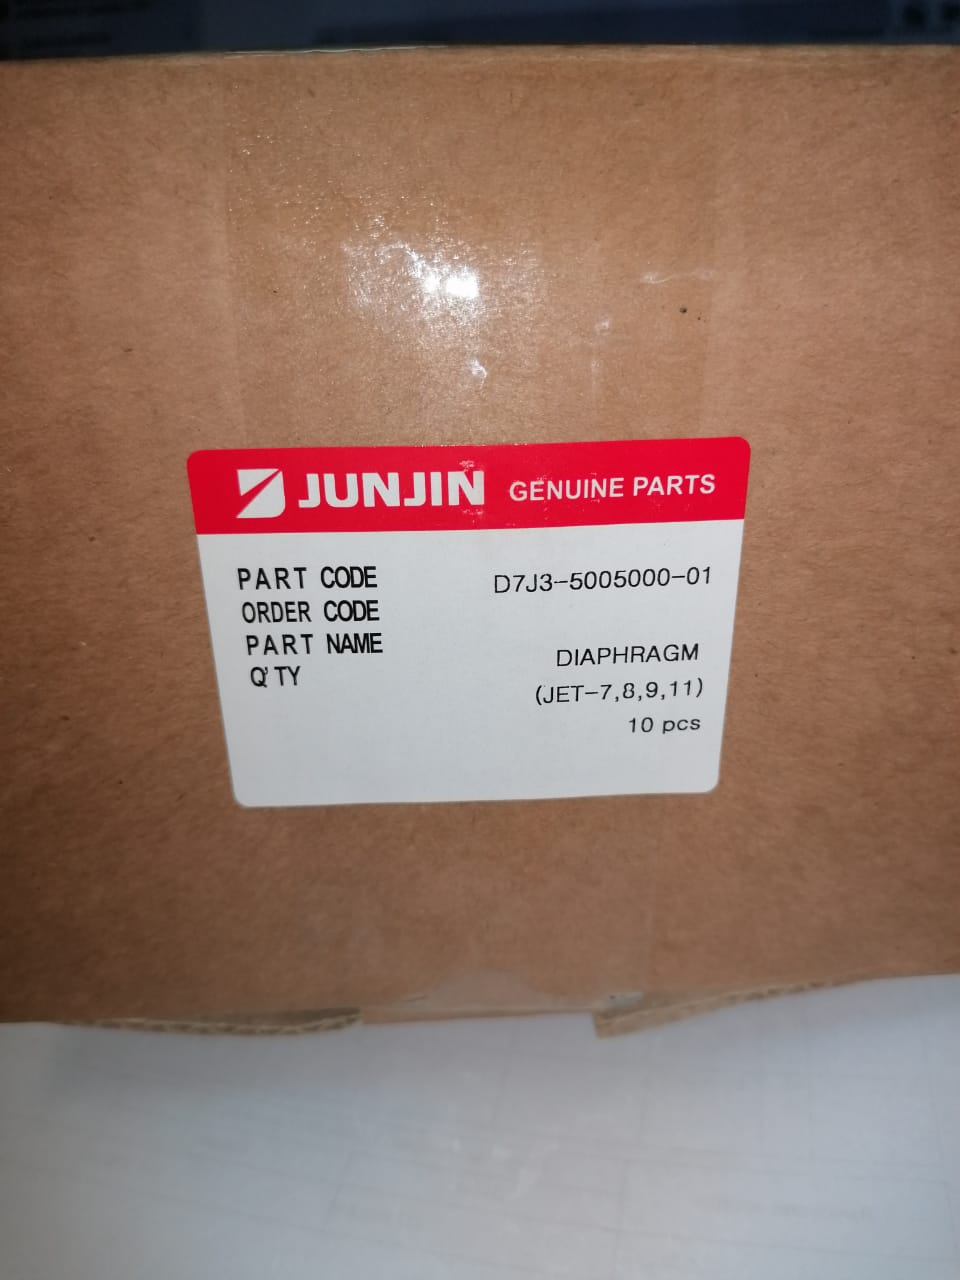 JUNJIN GENUINE PARTS
PART CODE D7J3-5005000-01
ORDER CODE
PART NAME DIAPHRAGM
Q'TY (JET-7,8,9,11)
10 pcs